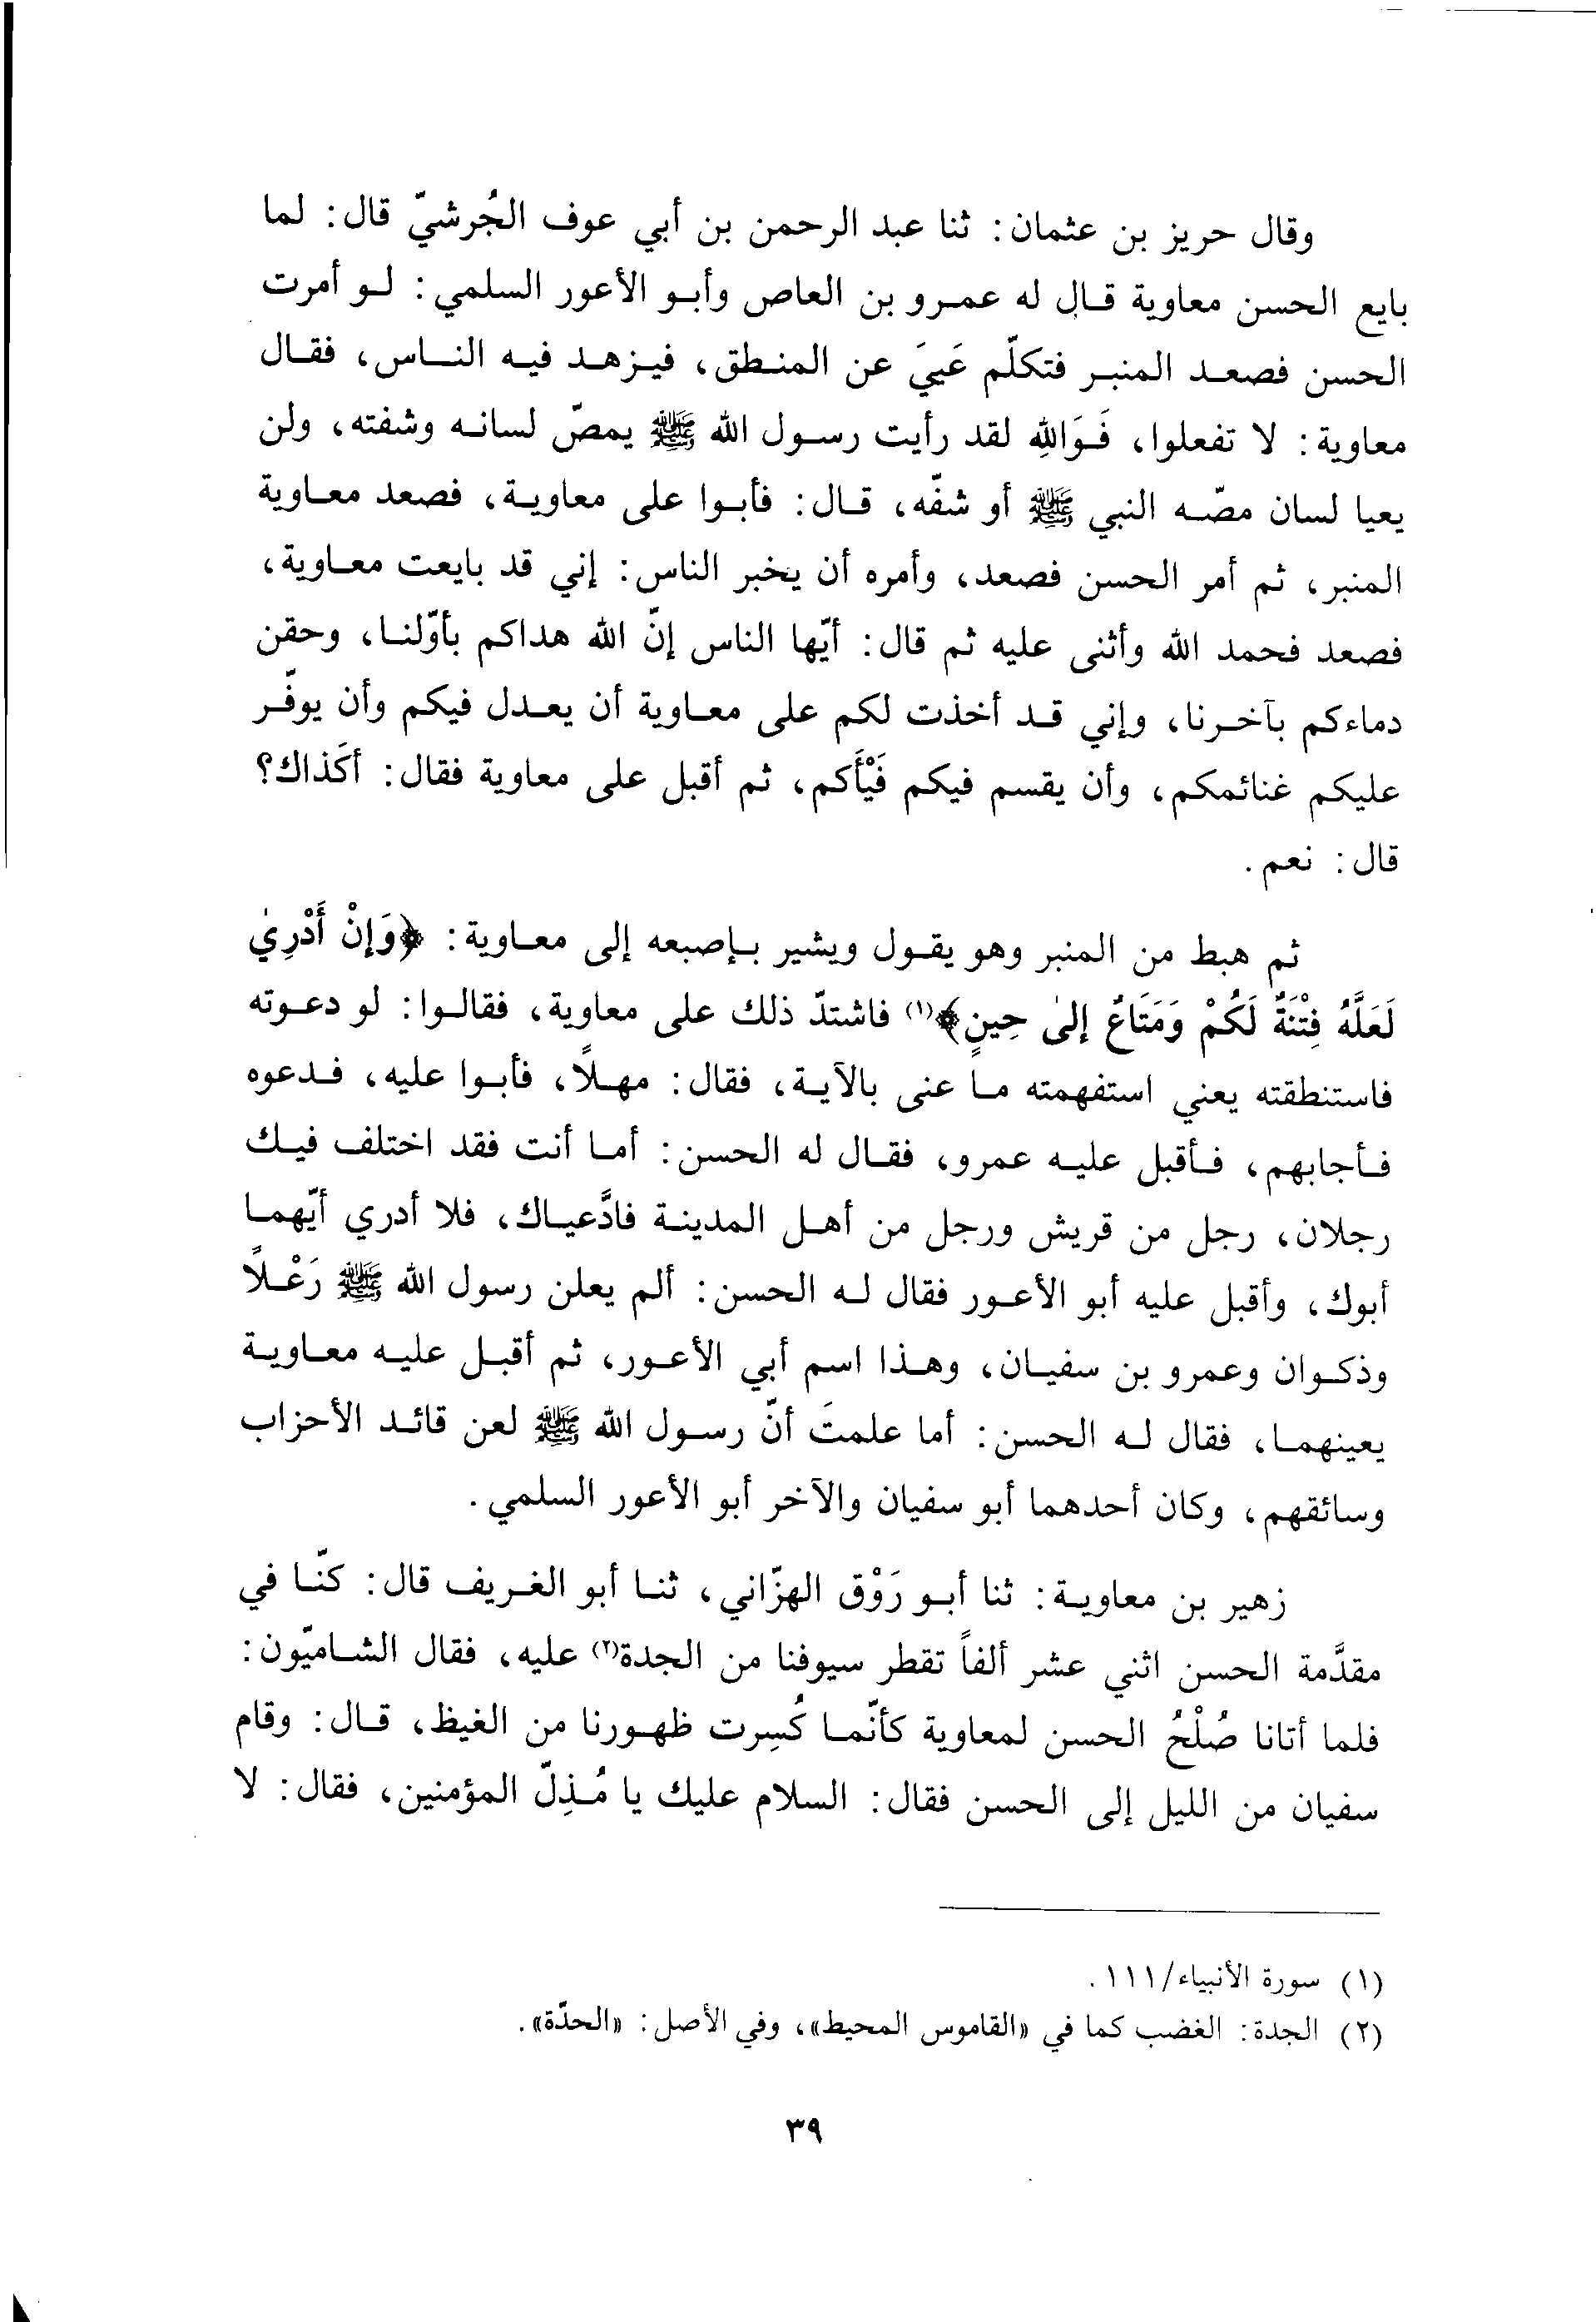 وقال حريز بن عثمان: ثنا عبد الرحمن بن أبي عوف الجُرشيّ قال: لما
بايع الحسن معاوية قال له عمرو بن العاص وأبو الأعور السلمي: لو أمرت
الحسن فصعد المنبر فتكلّم عَييَ عن المنطق، فيزهد فيه الناس، فقال
معاوية: لا تفعلوا، فَوَاللهِ لقد رأيت رسول الله ﷺ يمصّ لسانه وشفته، ولن
يعيا لسان مصّه النبي ﷺ أو شفّه، قال: فأبوا على معاوية، فصعد معاوية
المنبر، ثم أمر الحسن فصعد، وأمره أن يخبر الناس: إني قد بايعت معاوية،
فصعد فحمد الله وأثنى عليه ثم قال: أيّها الناس إنّ الله هداكم بأوّلنا، وحقن
دماءكم بآخرنا، وإني قد أخذت لكم على معاوية أن يعدل فيكم وأن يوفّر
عليكم غنائمكم، وأن يقسم فيكم فَيْأَكم، ثم أقبل على معاوية فقال: أكَذاك؟
قال: نعم.
ثم هبط من المنبر وهو يقول ويشير بإصبعه إلى معاوية: ﴿وَإنْ أَدْرِيٰ
لَعَلَّهُ فِتْنَةٌ لَكُمْ وَمَتَاعٌ إلىٰ حِينٍ﴾(١) فاشتدّ ذلك على معاوية، فقالوا: لو دعوته
فاستنطقته يعني استفهمته ما عنى بالآية، فقال: مهلاً، فأبوا عليه، فدعوه
فأجابهم، فأقبل عليه عمرو، فقال له الحسن: أما أنت فقد اختلف فيك
رجلان، رجل من قريش ورجل من أهل المدينة فادَّعياك، فلا أدري أيّهما
أبوك، وأقبل عليه أبو الأعور فقال له الحسن: ألم يعلن رسول الله ﷺ رَعْلاً
وذكوان وعمرو بن سفيان، وهذا اسم أبي الأعور، ثم أقبل عليه معاوية
يعينهما، فقال له الحسن: أما علمتَ أنّ رسول الله ﷺ لعن قائد الأحزاب
وسائقهم، وكان أحدهما أبو سفيان والآخر أبو الأعور السلمي.
زهير بن معاوية: ثنا أبو رَوْق الهزّاني، ثنا أبو الغريف قال: كنّا في
مقدَّمة الحسن اثني عشر ألفاً تقطر سيوفنا من الجدة(٢) عليه، فقال الشاميّون:
فلما أتانا صُلْحُ الحسن لمعاوية كأنّما كُسِرت ظهورنا من الغيظ، قال: وقام
سفيان من الليل إلى الحسن فقال: السلام عليك يا مُذِلّ المؤمنين، فقال: لا
(١) سورة الأنبياء/١١١.
(٢) الجدة: الغضب كما في «القاموس المحيط»، وفي الأصل: «الحدّة».
٣٩